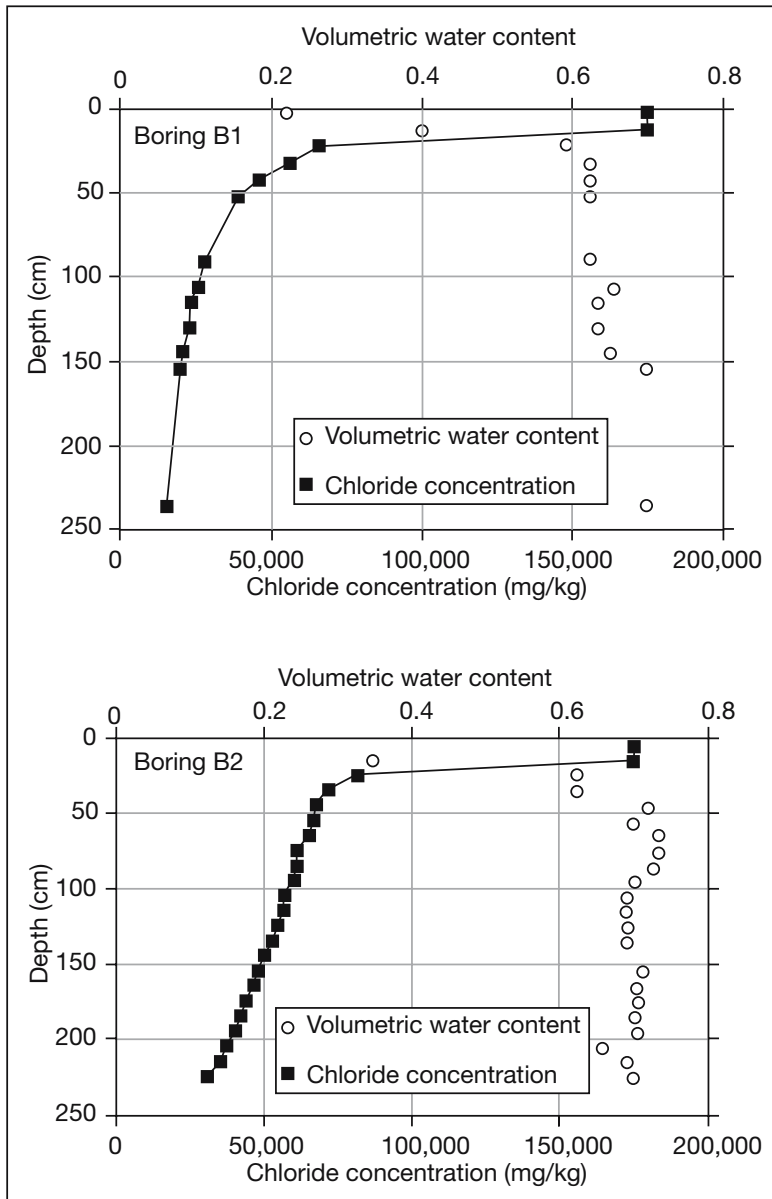 Volumetric water content
0 0.2 0.4 0.6 0.8
0
Boring B1
50
100
150
200
250
Depth (cm)
Volumetric water content
Chloride concentration
0 50,000 100,000 150,000 200,000
Chloride concentration (mg/kg)
Volumetric water content
0 0.2 0.4 0.6 0.8
0
Boring B2
50
100
150
200
250
Depth (cm)
Volumetric water content
Chloride concentration
0 50,000 100,000 150,000 200,000
Chloride concentration (mg/kg)